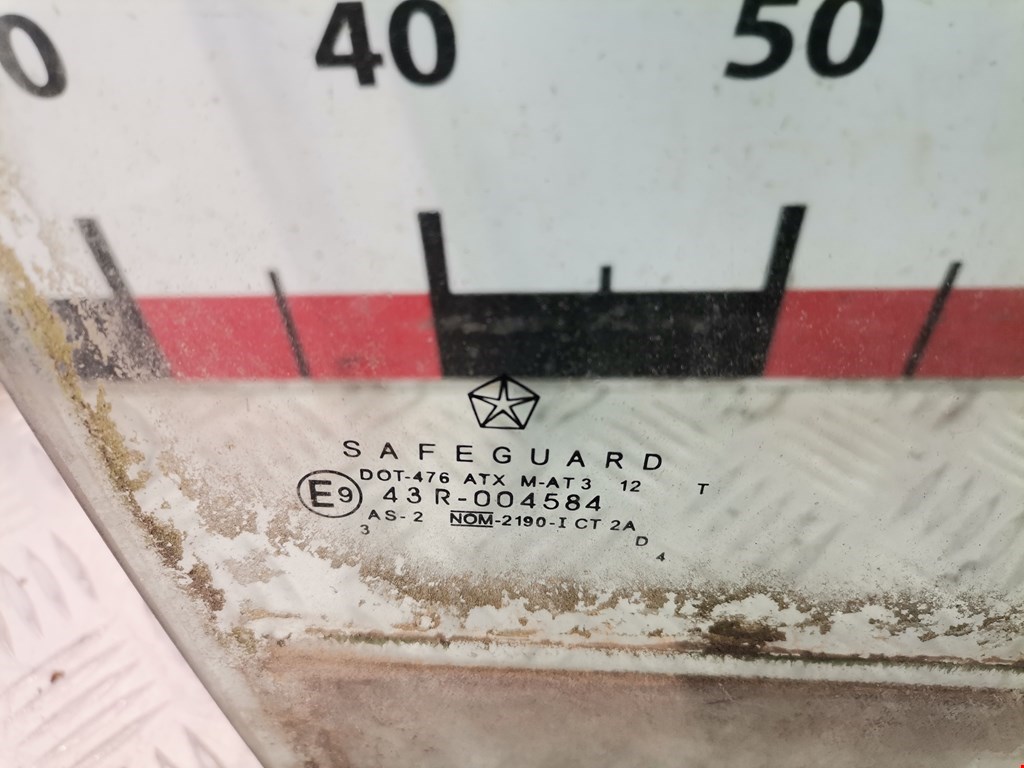 0 40 50
SAFEGUARD
DOT-476 ATX M-AT3 12 T
E9 43R-004584
AS-2 NOM-2190-I CT 2A
3 D
4